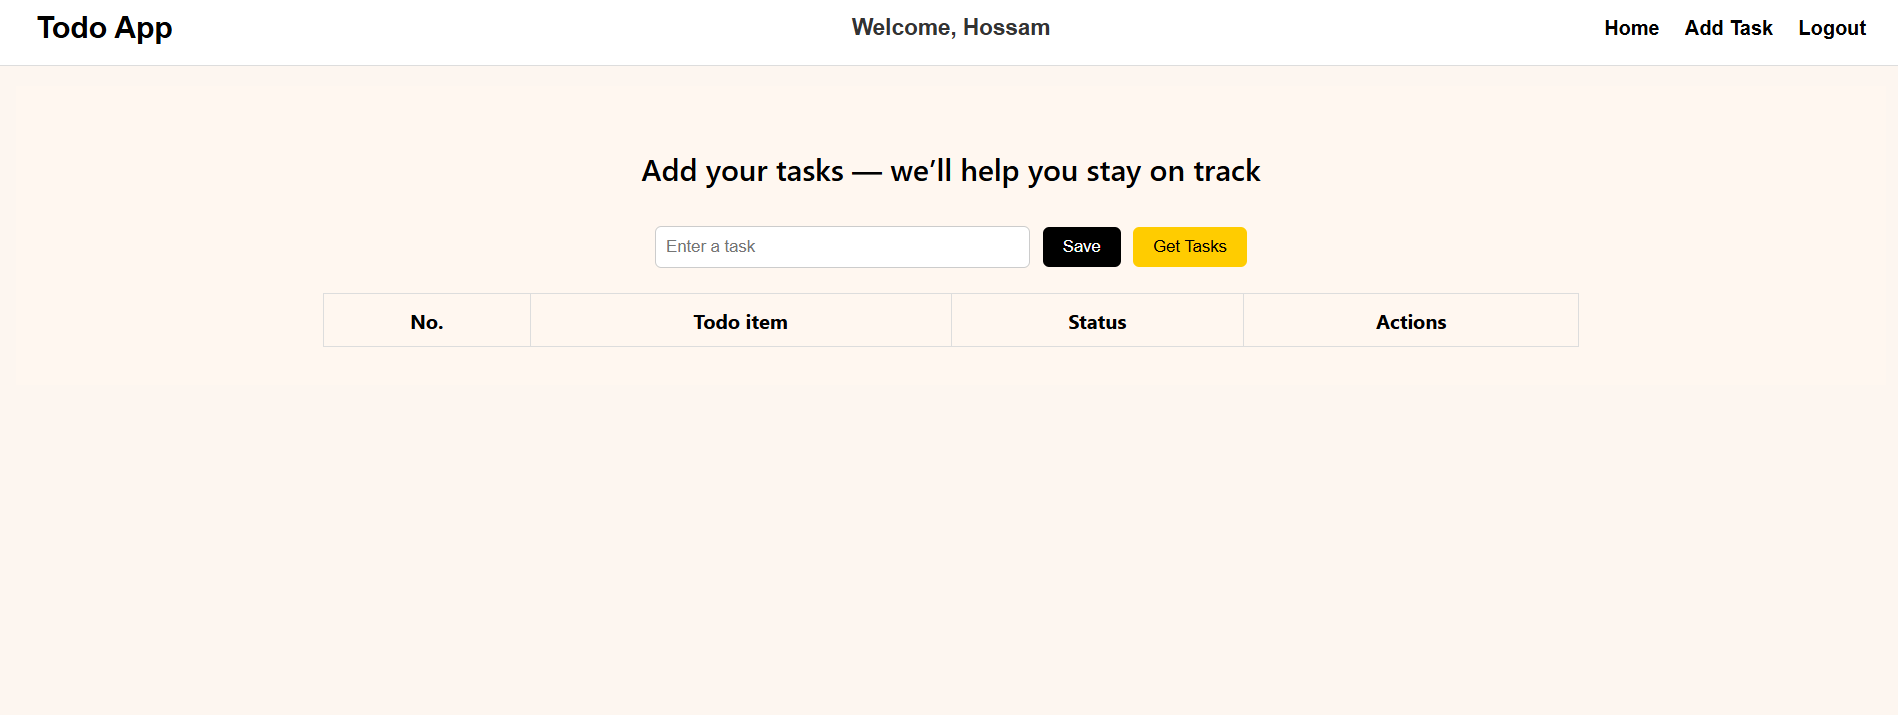 Todo App
Welcome, Hossam
Home Add Task Logout
Add your tasks — we’ll help you stay on track
Enter a task Save Get Tasks
No. Todo item Status Actions